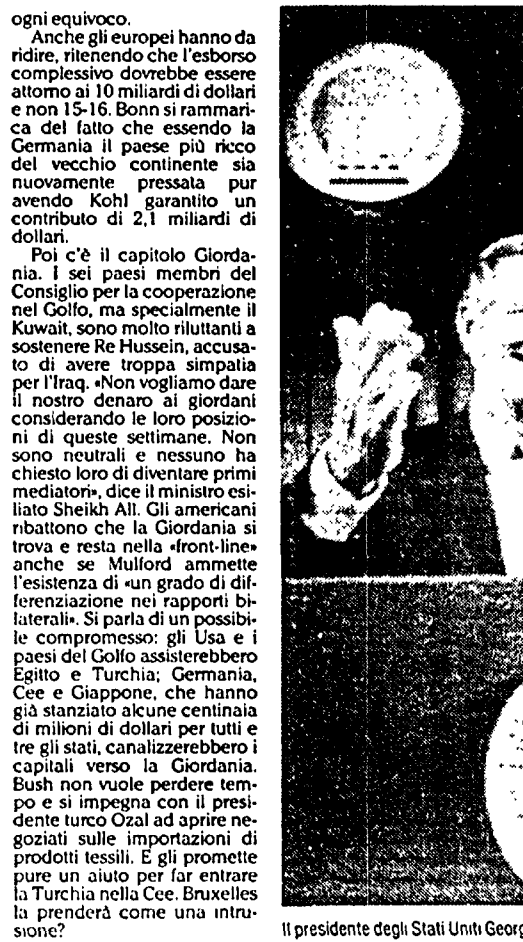 ogni equivoco.
Anche gli europei hanno da
ridire, ritenendo che l'esborso
complessivo dovrebbe essere
attorno ai 10 miliardi di dollari
e non 15-16. Bonn si rammari-
ca del fatto che essendo la
Germania il paese più ricco
del vecchio continente sia
nuovamente pressata pur
avendo Kohl garantito un
contributo di 2,1 miliardi di
dollari.
Poi c'è il capitolo Giorda-
nia. I sei paesi membri del
Consiglio per la cooperazione
nel Golfo, ma specialmente il
Kuwait, sono molto riluttanti a
sostenere Re Hussein, accusa-
to di avere troppa simpatia
per l'Iraq. «Non vogliamo dare
il nostro denaro ai giordani
considerando le loro posizio-
ni di queste settimane. Non
sono neutrali e nessuno ha
chiesto loro di diventare primi
mediatori», dice il ministro esi-
liato Sheikh Ali. Gli americani
ribattono che la Giordania si
trova e resta nella «front-line»
anche se Mulford ammette
l'esistenza di «un grado di dif-
ferenziazione nei rapporti bi-
laterali». Si parla di un possibi-
le compromesso: gli Usa e i
paesi del Golfo assisterebbero
Egitto e Turchia; Germania,
Cee e Giappone, che hanno
già stanziato alcune centinaia
di milioni di dollari per tutti e
tre gli stati, canalizzerebbero i
capitali verso la Giordania.
Bush non vuole perdere tem-
po e si impegna con il presi-
dente turco Ozal ad aprire ne-
goziati sulle importazioni di
prodotti tessili. E gli promette
pure un aiuto per far entrare
la Turchia nella Cee. Bruxelles
la prenderà come una intru-
sione?
Il presidente degli Stati Uniti Georg